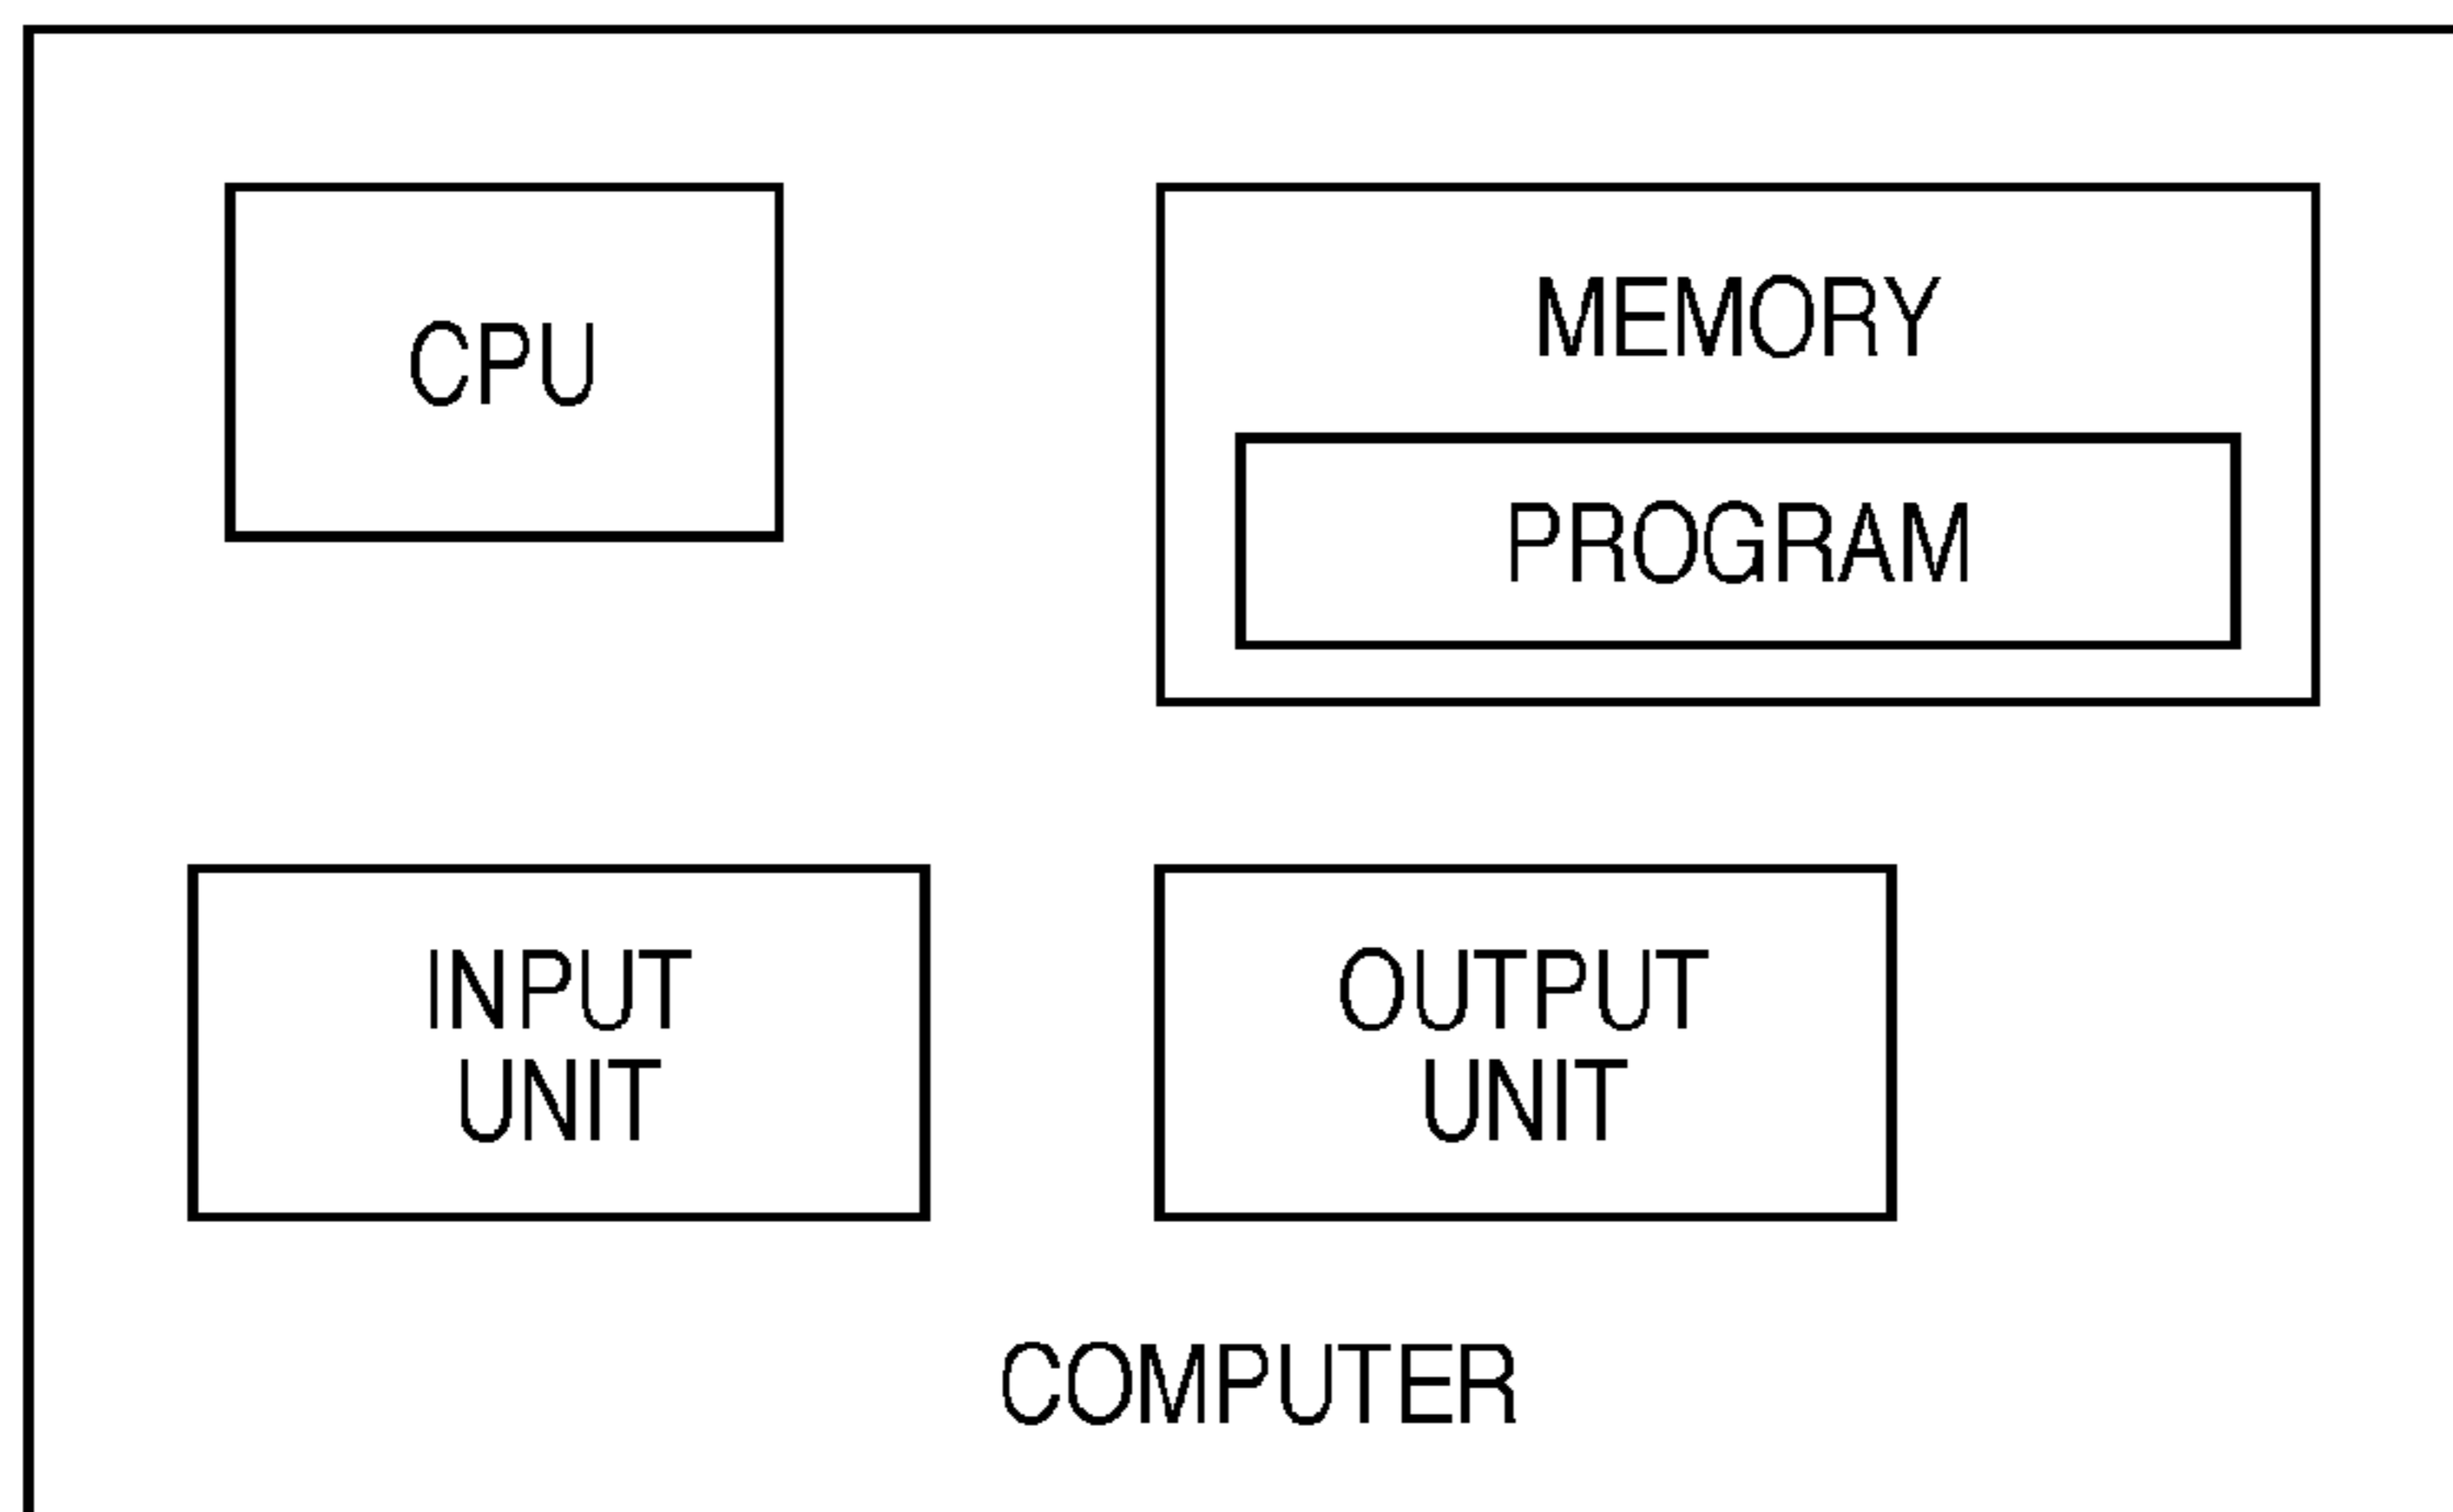 CPU
MEMORY
PROGRAM
INPUT
UNIT
OUTPUT
UNIT
COMPUTER